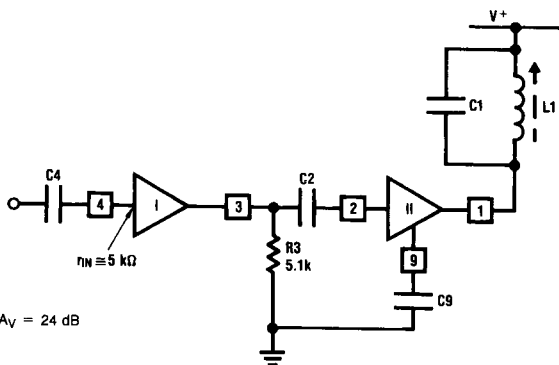 V+
C1
L1
C4
4
I
3
C2
2
II
1
9
rIN ≅ 5 kΩ
R3
5.1k
C9
AV = 24 dB